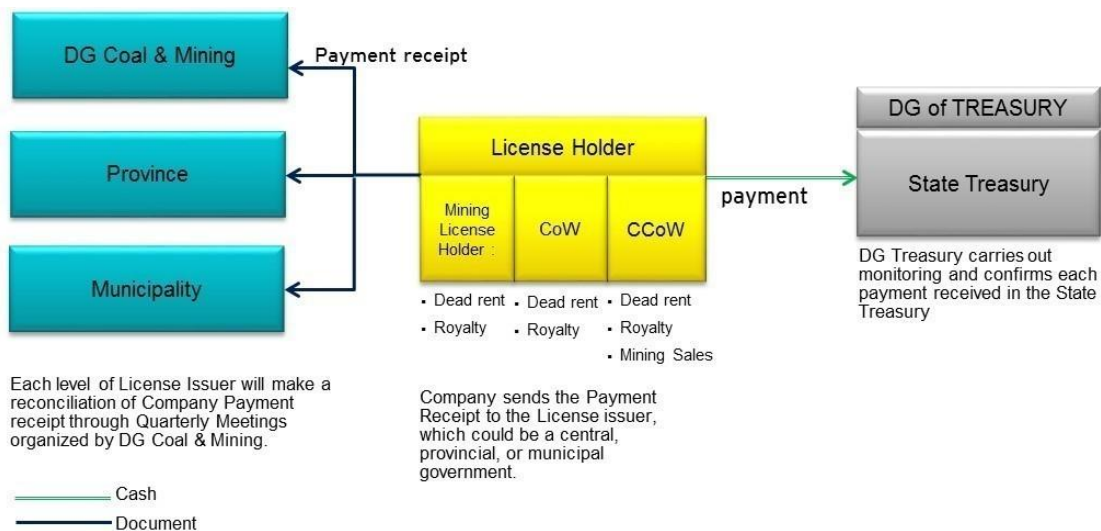 DG Coal & Mining
Payment receipt
Province
Municipality
Each level of License Issuer will make a
reconciliation of Company Payment
receipt through Quarterly Meetings
organized by DG Coal & Mining.
License Holder
Mining
License
Holder :
CoW
CCoW
▪ Dead rent
▪ Royalty
▪ Dead rent
▪ Royalty
▪ Dead rent
▪ Royalty
▪ Mining Sales
Company sends the Payment
Receipt to the License issuer,
which could be a central,
provincial, or municipal
government.
payment
DG of TREASURY
State Treasury
DG Treasury carries out
monitoring and confirms each
payment received in the State
Treasury
Cash
Document